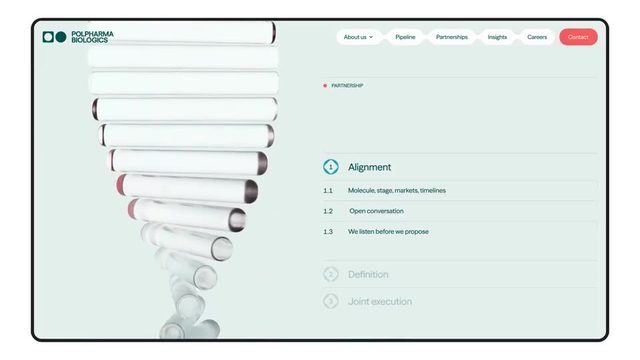 POLPHARMA
BIOLOGICS
About us
Pipeline
Partnerships
Insights
Careers
Contact
PARTNERSHIP
1 Alignment
1.1 Molecule, stage, markets, timelines
1.2 Open conversation
1.3 We listen before we propose
2 Definition
3 Joint execution